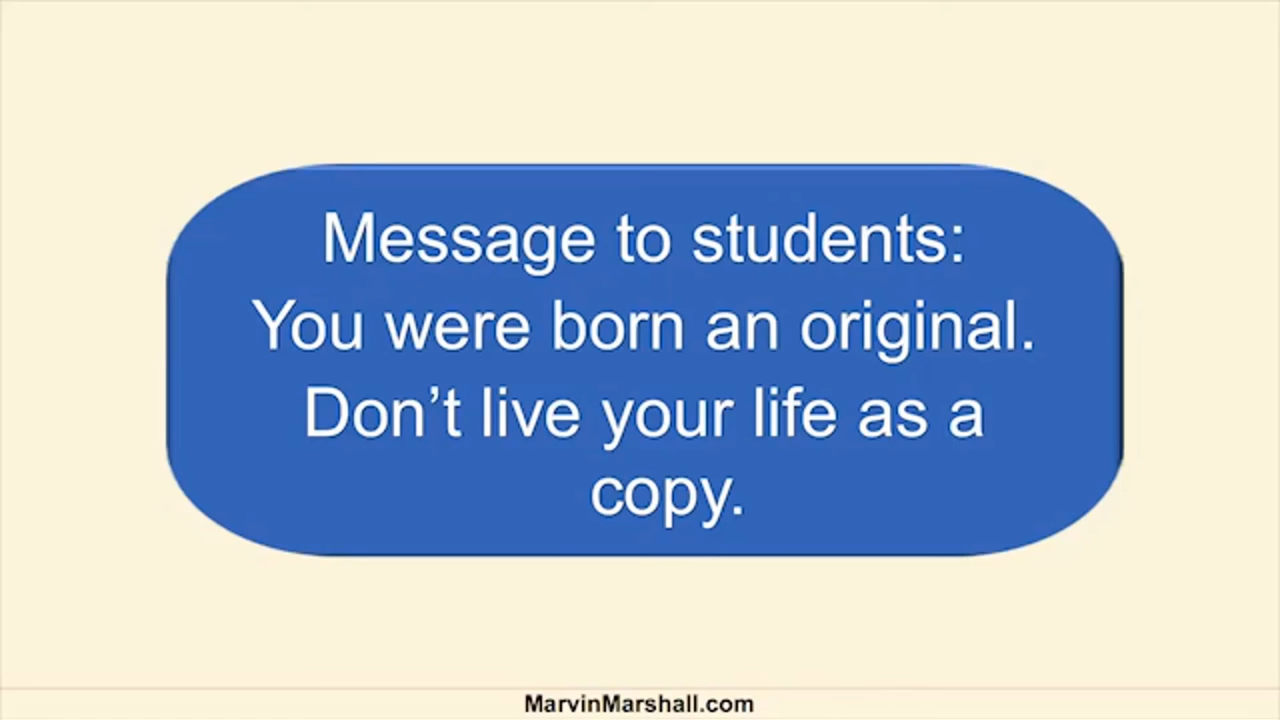 Message to students:
You were born an original.
Don’t live your life as a
copy.
MarvinMarshall.com